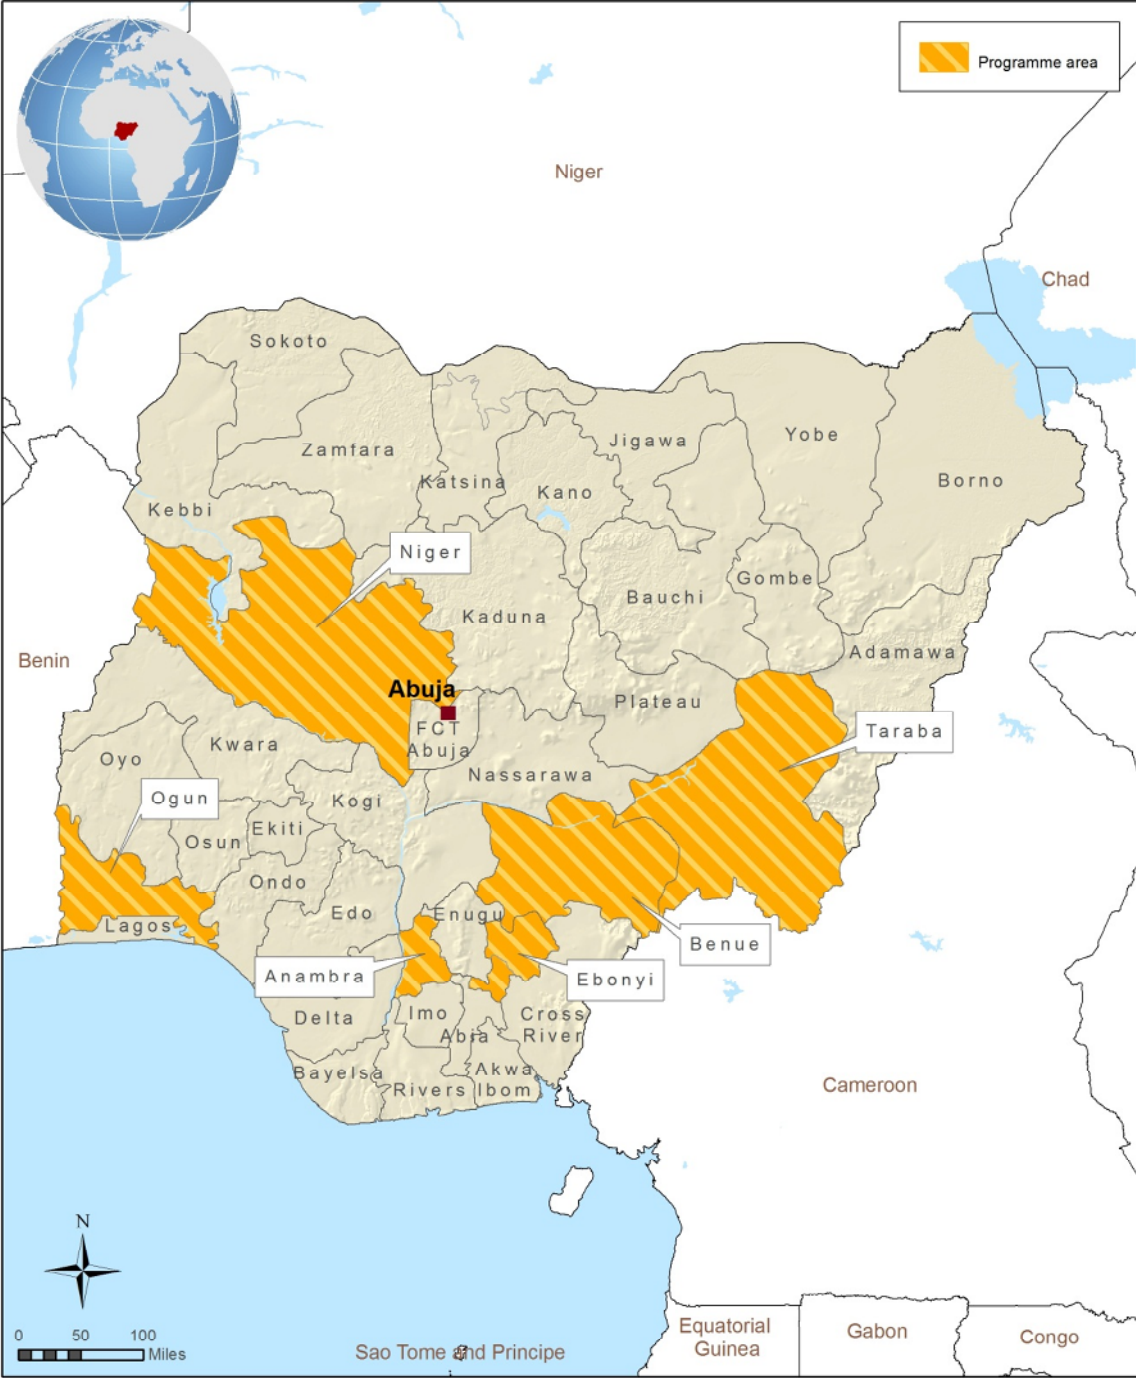 Programme area
Niger
Chad
Sokoto
Zamfara
Katsina
Jigawa
Yobe
Kano
Borno
Kebbi
Niger
Gombe
Bauchi
Kaduna
Adamawa
Benin
Abuja
Plateau
FCT
Abuja
Taraba
Kwara
Oyo
Nassarawa
Ogun
Kogi
Ekiti
Osun
Ondo
Edo
Enugu
Lagos
Benue
Anambra
Ebonyi
Delta
Imo
Cross
River
Abia
Bayelsa
Akwa
Ibom
Rivers
Cameroon
N
0 50 100
Miles
Sao Tome and Principe
Equatorial
Guinea
Gabon
Congo